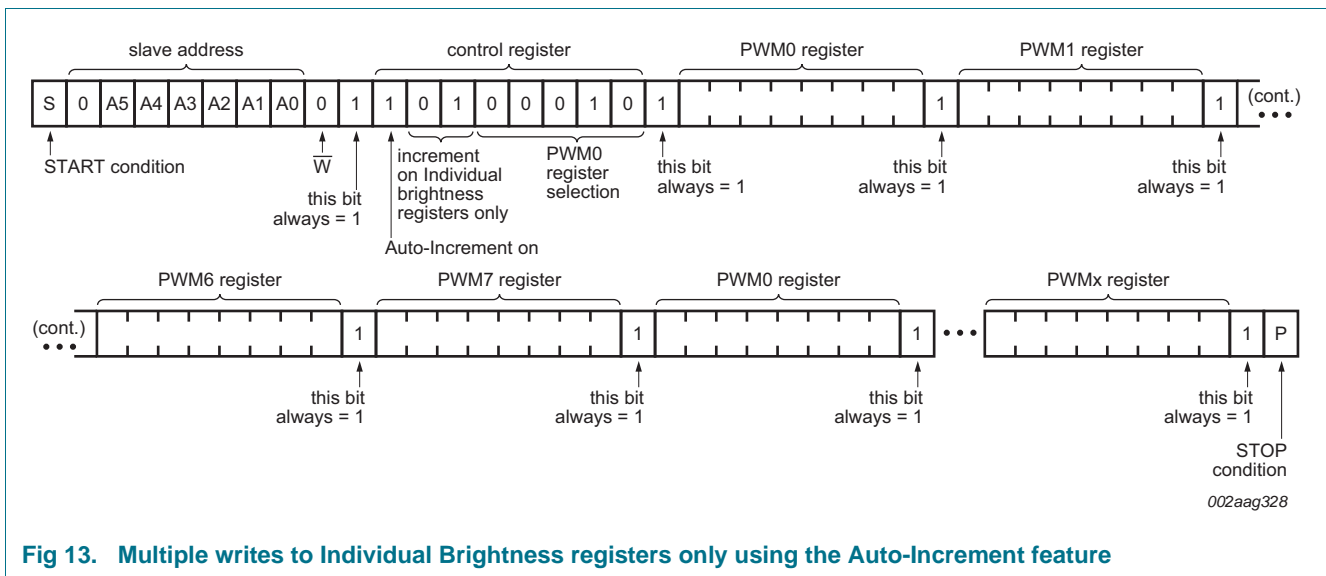 slave address control register PWM0 register PWM1 register
S 0 A5 A4 A3 A2 A1 A0 0 1 1 0 1 0 0 0 1 0 1 1 1 (cont.)
START condition W̅ increment PWM0 this bit this bit this bit
on Individual register always = 1 always = 1 always = 1
this bit brightness selection
always = 1 registers only
Auto-Increment on
PWM6 register PWM7 register PWM0 register PWMx register
(cont.) 1 1 1 1 P
this bit this bit this bit this bit
always = 1 always = 1 always = 1 always = 1
STOP
condition
002aag328
Fig 13. Multiple writes to Individual Brightness registers only using the Auto-Increment feature